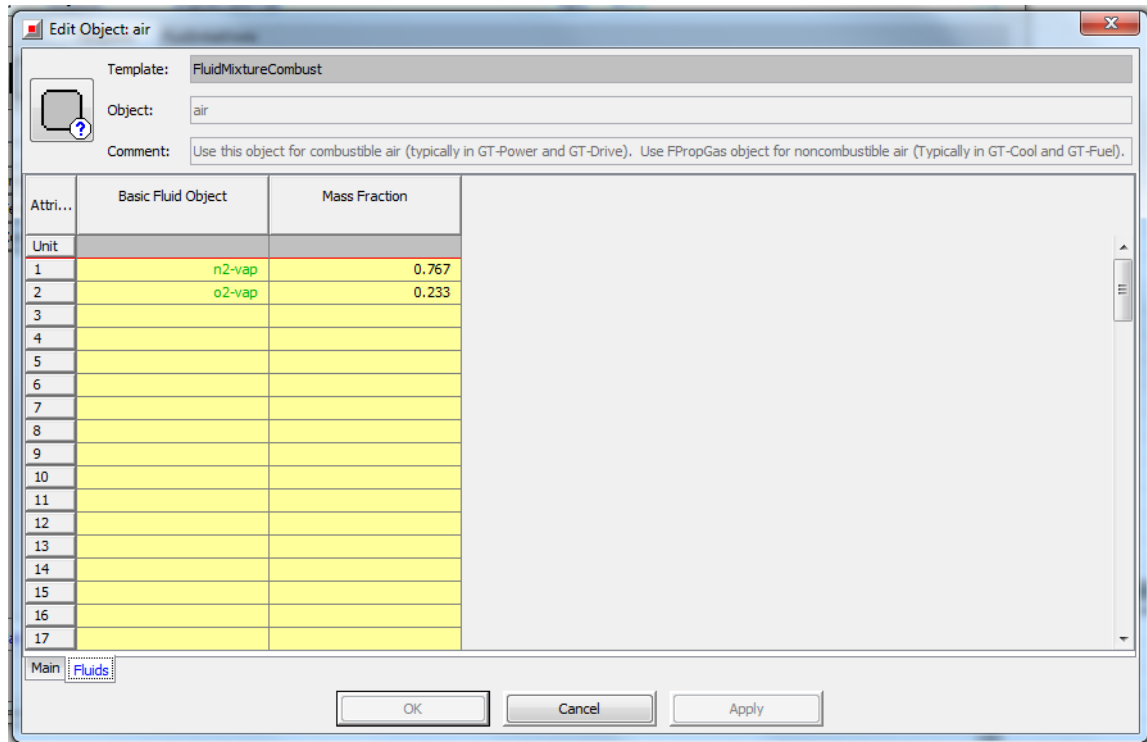 Edit Object: air
Template: FluidMixtureCombust
Object: air
Comment: Use this object for combustible air (typically in GT-Power and GT-Drive). Use FPropGas object for noncombustible air (Typically in GT-Cool and GT-Fuel).
Attri... Basic Fluid Object Mass Fraction
Unit
1 n2-vap 0.767
2 o2-vap 0.233
3
4
5
6
7
8
9
10
11
12
13
14
15
16
17
Main Fluids
OK Cancel Apply